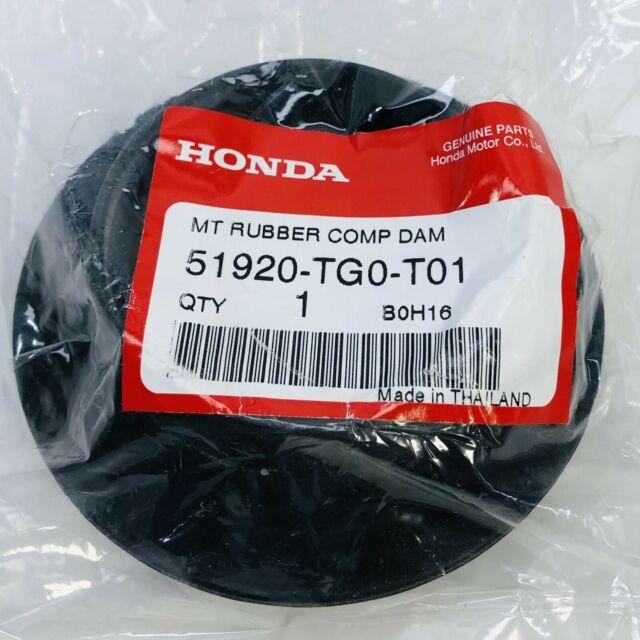 HONDA
GENUINE PARTS
Honda Motor Co., Ltd.
MT RUBBER COMP DAM
51920-TG0-T01
QTY 1 B0H16
Made in THAILAND